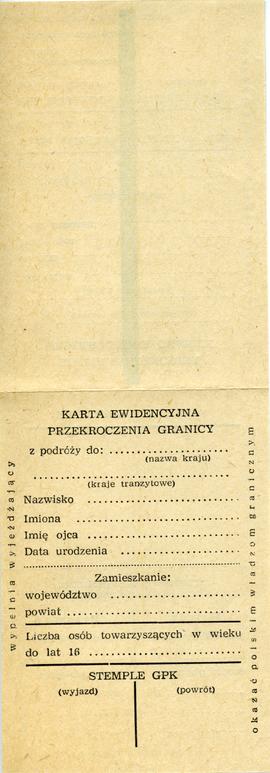 KARTA EWIDENCYJNA
PRZEKROCZENIA GRANICY
z podróży do: ........................
(nazwa kraju)
................................................
(kraje tranzytowe)
Nazwisko ........................
Imiona ........................
Imię ojca ........................
Data urodzenia ..................
Zamieszkanie:
województwo ....................
powiat ..............................
Liczba osób towarzyszących w wieku
do lat 16 ............................
STEMPLE GPK
(wyjazd) (powrót)
wypełnia wyjeżdżający
okazać polskim władzom granicznym